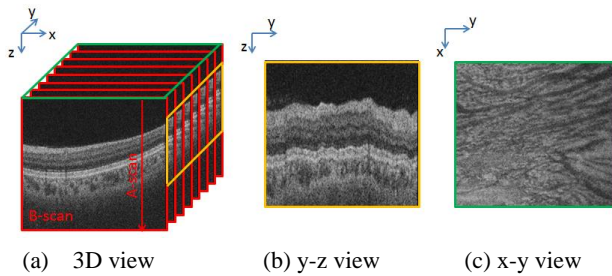 y
x
z
y
z
y
x
A-scan
B-scan
(a) 3D view
(b) y-z view
(c) x-y view